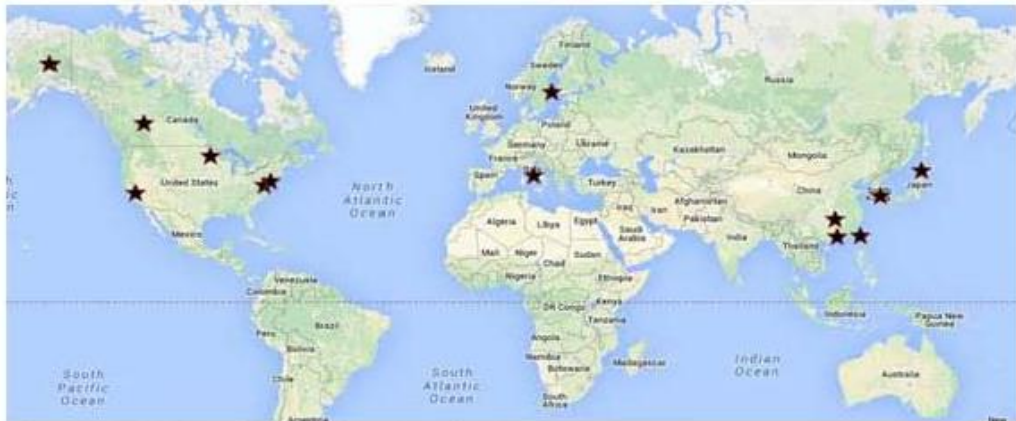 Iceland
Finland
Sweden
Norway
Russia
Canada
United
Kingdom
Poland
Germany
Ukraine
France
Kazakhstan
Mongolia
Spain
Turkey
United States
North
Atlantic
Ocean
China
Japan
Iraq
Iran
Afghanistan
Pakistan
Algeria
Libya
Egypt
Saudi
Arabia
Mexico
India
Thailand
Mali
Niger
Chad
Sudan
Nigeria
Ethiopia
Venezuela
Colombia
DR Congo
Kenya
Tanzania
Indonesia
Papua New
Guinea
Brazil
Peru
Angola
Bolivia
Namibia
Botswana
Madagascar
Indian
Ocean
South
Pacific
Ocean
Chile
South
Atlantic
Ocean
South
Africa
Australia
Argentina
New